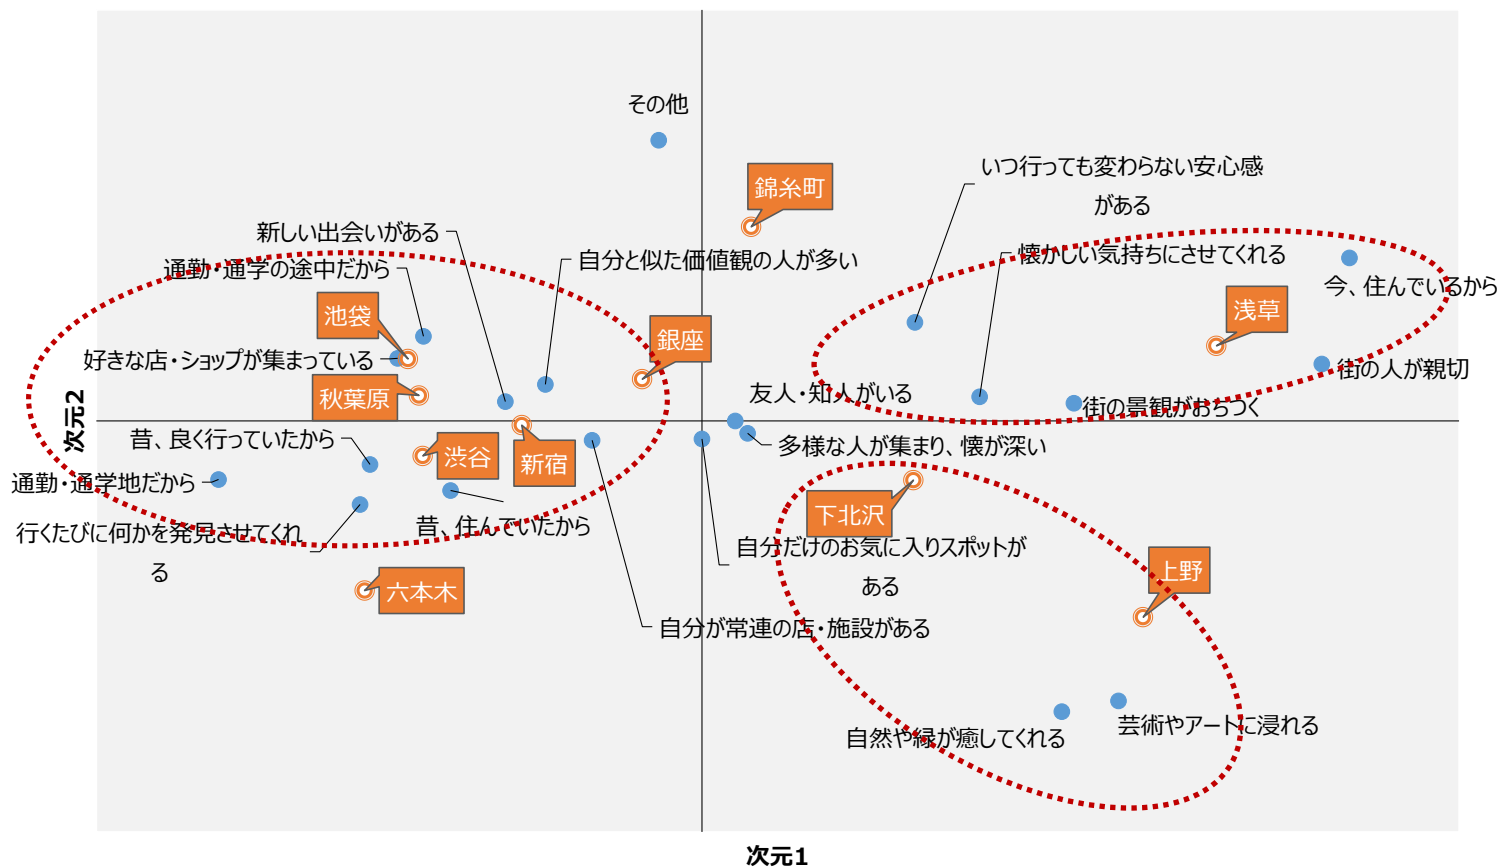 その他
錦糸町
いつ行っても変わらない安心感
がある
新しい出会いがある
自分と似た価値観の人が多い
懐かしい気持ちにさせてくれる
通勤・通学の途中だから
今、住んでいるから
池袋
浅草
銀座
好きな店・ショップが集まっている
街の人が親切
秋葉原
友人・知人がいる
街の景観がおちつく
次元2
昔、良く行っていたから
渋谷
新宿
多様な人が集まり、懐が深い
通勤・通学地だから
下北沢
行くたびに何かを発見させてくれ
る
昔、住んでいたから
自分だけのお気に入りスポットが
ある
上野
六本木
自分が常連の店・施設がある
自然や緑が癒してくれる
芸術やアートに浸れる
次元1